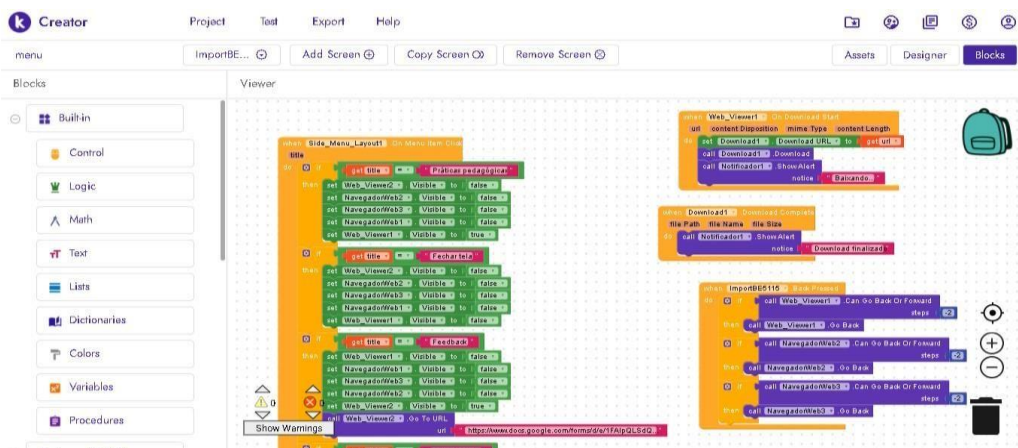 Creator
Project Test Export Help
menu
ImportBE... Add Screen Copy Screen Remove Screen
Assets Designer Blocks
Blocks
Viewer
Built-in
Control
Logic
Math
Text
Lists
Dictionaries
Colors
Variables
Procedures
when Side_Menu_Layout1 . On Menu Item Click
title
do if get title = " Práticas pedagógicas "
then set Web_Viewer2 . Visible to false
set NavegadorWeb2 . Visible to false
set NavegadorWeb3 . Visible to false
set NavegadorWeb1 . Visible to false
set Web_Viewer1 . Visible to true
if get title = " Fechar tela "
then set Web_Viewer2 . Visible to false
set NavegadorWeb2 . Visible to false
set NavegadorWeb3 . Visible to false
set NavegadorWeb1 . Visible to false
set Web_Viewer1 . Visible to false
if get title = " Feedback "
then set Web_Viewer1 . Visible to false
set NavegadorWeb1 . Visible to false
set NavegadorWeb3 . Visible to false
set NavegadorWeb2 . Visible to false
set Web_Viewer2 . Visible to true
call Web_Viewer2 . Go To URL
0
Show Warnings
when Web_Viewer1 . On Download Start
url content Disposition mime Type content Length
do set Download1 . Download URL to get url
call Download1 . Download
call Notificador1 . Show Alert
notice " Baixando.. "
when Download1 . Download Complete
file Path file Name file Size
do call Notificador1 . Show Alert
notice " Download finalizado
when ImportBE5115 . Back Pressed
do if call Web_Viewer1 . Can Go Back Or Forward
steps -2
then call Web_Viewer1 . Go Back
if call NavegadorWeb2 . Can Go Back Or Forward
steps -2
then call NavegadorWeb2 . Go Back
if call NavegadorWeb3 . Can Go Back Or Forward
steps -2
then call NavegadorWeb3 . Go Back